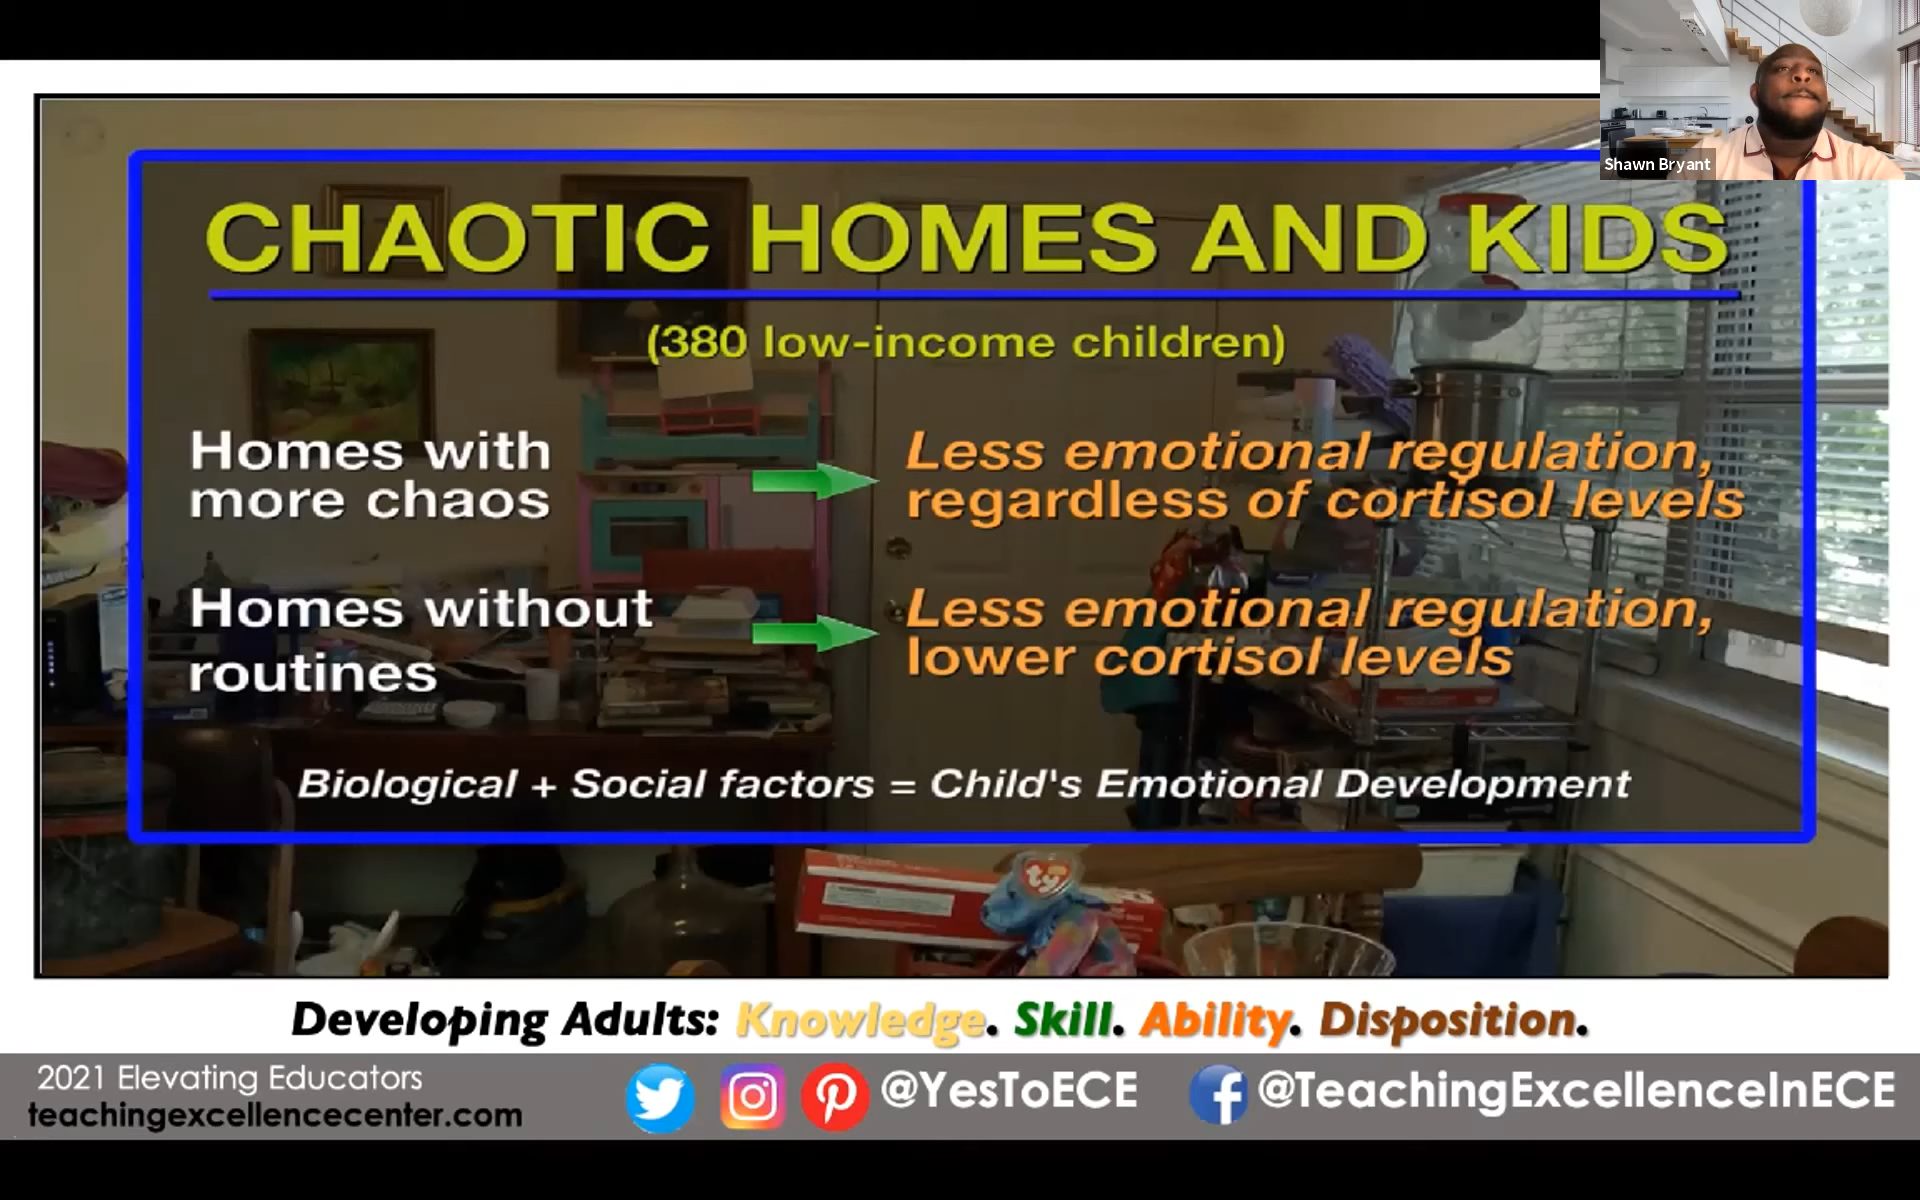 Shawn Bryant
CHAOTIC HOMES AND KIDS
(380 low-income children)
Homes with
more chaos
Less emotional regulation,
regardless of cortisol levels
Homes without
routines
Less emotional regulation,
lower cortisol levels
Biological + Social factors = Child's Emotional Development
ty
Developing Adults: Knowledge. Skill. Ability. Disposition.
2021 Elevating Educators
teachingexcellencecenter.com
@YesToECE
@TeachingExcellenceInECE